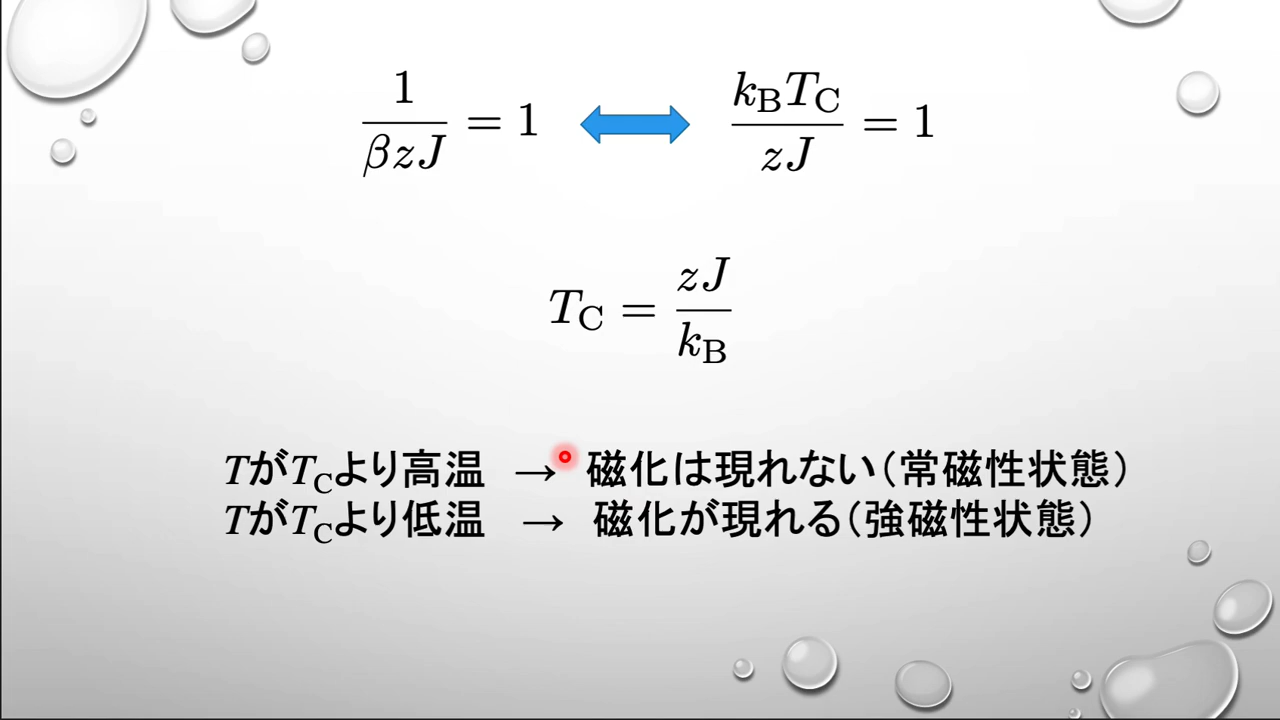 1/(βzJ) = 1 ⟺ k_B T_C/(zJ) = 1
T_C = zJ/k_B
TがT_Cより高温 → 磁化は現れない(常磁性状態)
TがT_Cより低温 → 磁化が現れる(強磁性状態)